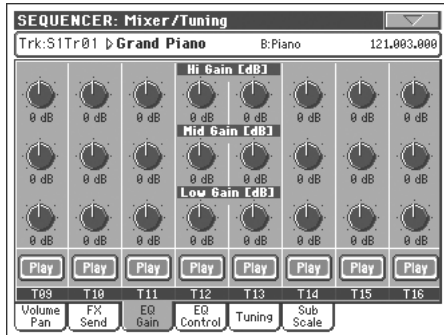 SEQUENCER: Mixer/Tuning
Trk:S1Tr01 ▷Grand Piano B:Piano 121.003.000
Hi Gain [dB]
0 dB 0 dB 0 dB 0 dB 0 dB 0 dB 0 dB 0 dB
Mid Gain [dB]
0 dB 0 dB 0 dB 0 dB 0 dB 0 dB 0 dB 0 dB
Low Gain [dB]
0 dB 0 dB 0 dB 0 dB 0 dB 0 dB 0 dB 0 dB
Play Play Play Play Play Play Play Play
T09 T10 T11 T12 T13 T14 T15 T16
Volume Pan FX Send EQ Gain EQ Control Tuning Sub Scale